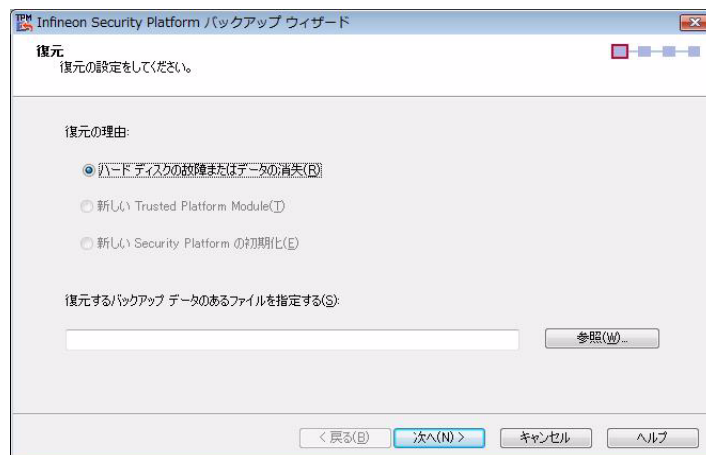 TPM
Infineon Security Platform バックアップ ウィザード
復元
復元の設定をしてください。
復元の理由:
ハード ディスクの故障またはデータの消失(R)
新しい Trusted Platform Module(T)
新しい Security Platform の初期化(E)
復元するバックアップ データのあるファイルを指定する(S):
参照(W)...
< 戻る(B)
次へ(N) >
キャンセル
ヘルプ